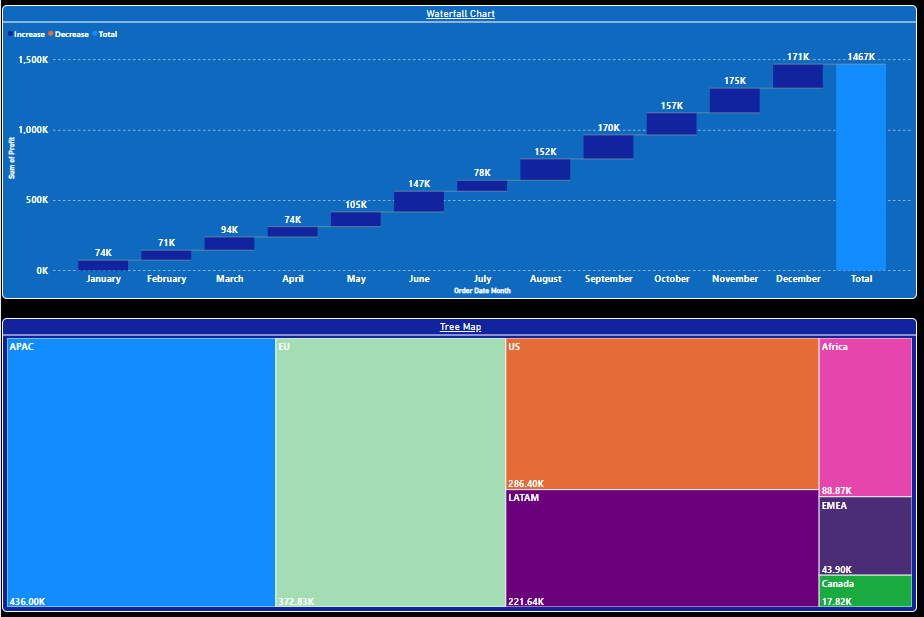 Waterfall Chart
Increase Decrease Total
1,500K
1,000K
500K
0K
Sum of Profit
74K
71K
94K
74K
105K
147K
78K
152K
170K
157K
175K
171K
1467K
January February March April May June July August September October November December Total
Order Date Month
Tree Map
APAC
436.00K
EU
372.83K
US
286.40K
LATAM
221.64K
Africa
88.87K
EMEA
43.90K
Canada
17.82K